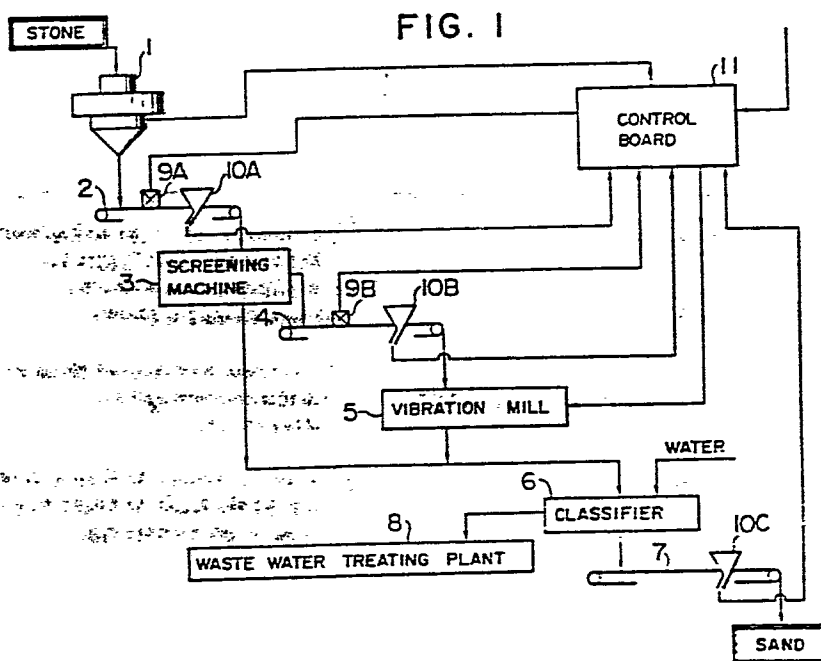 FIG. 1
STONE
1
11
CONTROL
BOARD
9A
10A
2
SCREENING
MACHINE
3
9B
10B
4
5
VIBRATION MILL
WATER
6
CLASSIFIER
8
WASTE WATER TREATING PLANT
7
10C
SAND